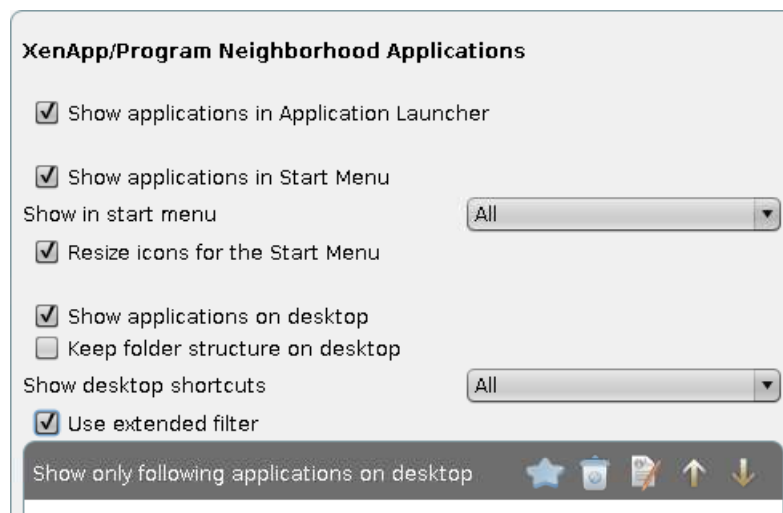 XenApp/Program Neighborhood Applications
Show applications in Application Launcher
Show applications in Start Menu
Show in start menu All
Resize icons for the Start Menu
Show applications on desktop
Keep folder structure on desktop
Show desktop shortcuts All
Use extended filter
Show only following applications on desktop